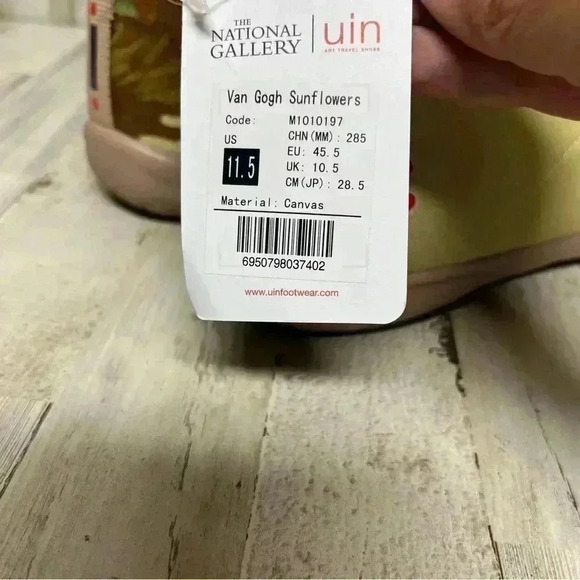 THE
NATIONAL
GALLERY
uin
ART TRAVEL SHOES
Van Gogh Sunflowers
Code: M1010197
US
11.5
CHN(MM): 285
EU: 45.5
UK: 10.5
CM(JP): 28.5
Material: Canvas
6950798037402
www.uinfootwear.com